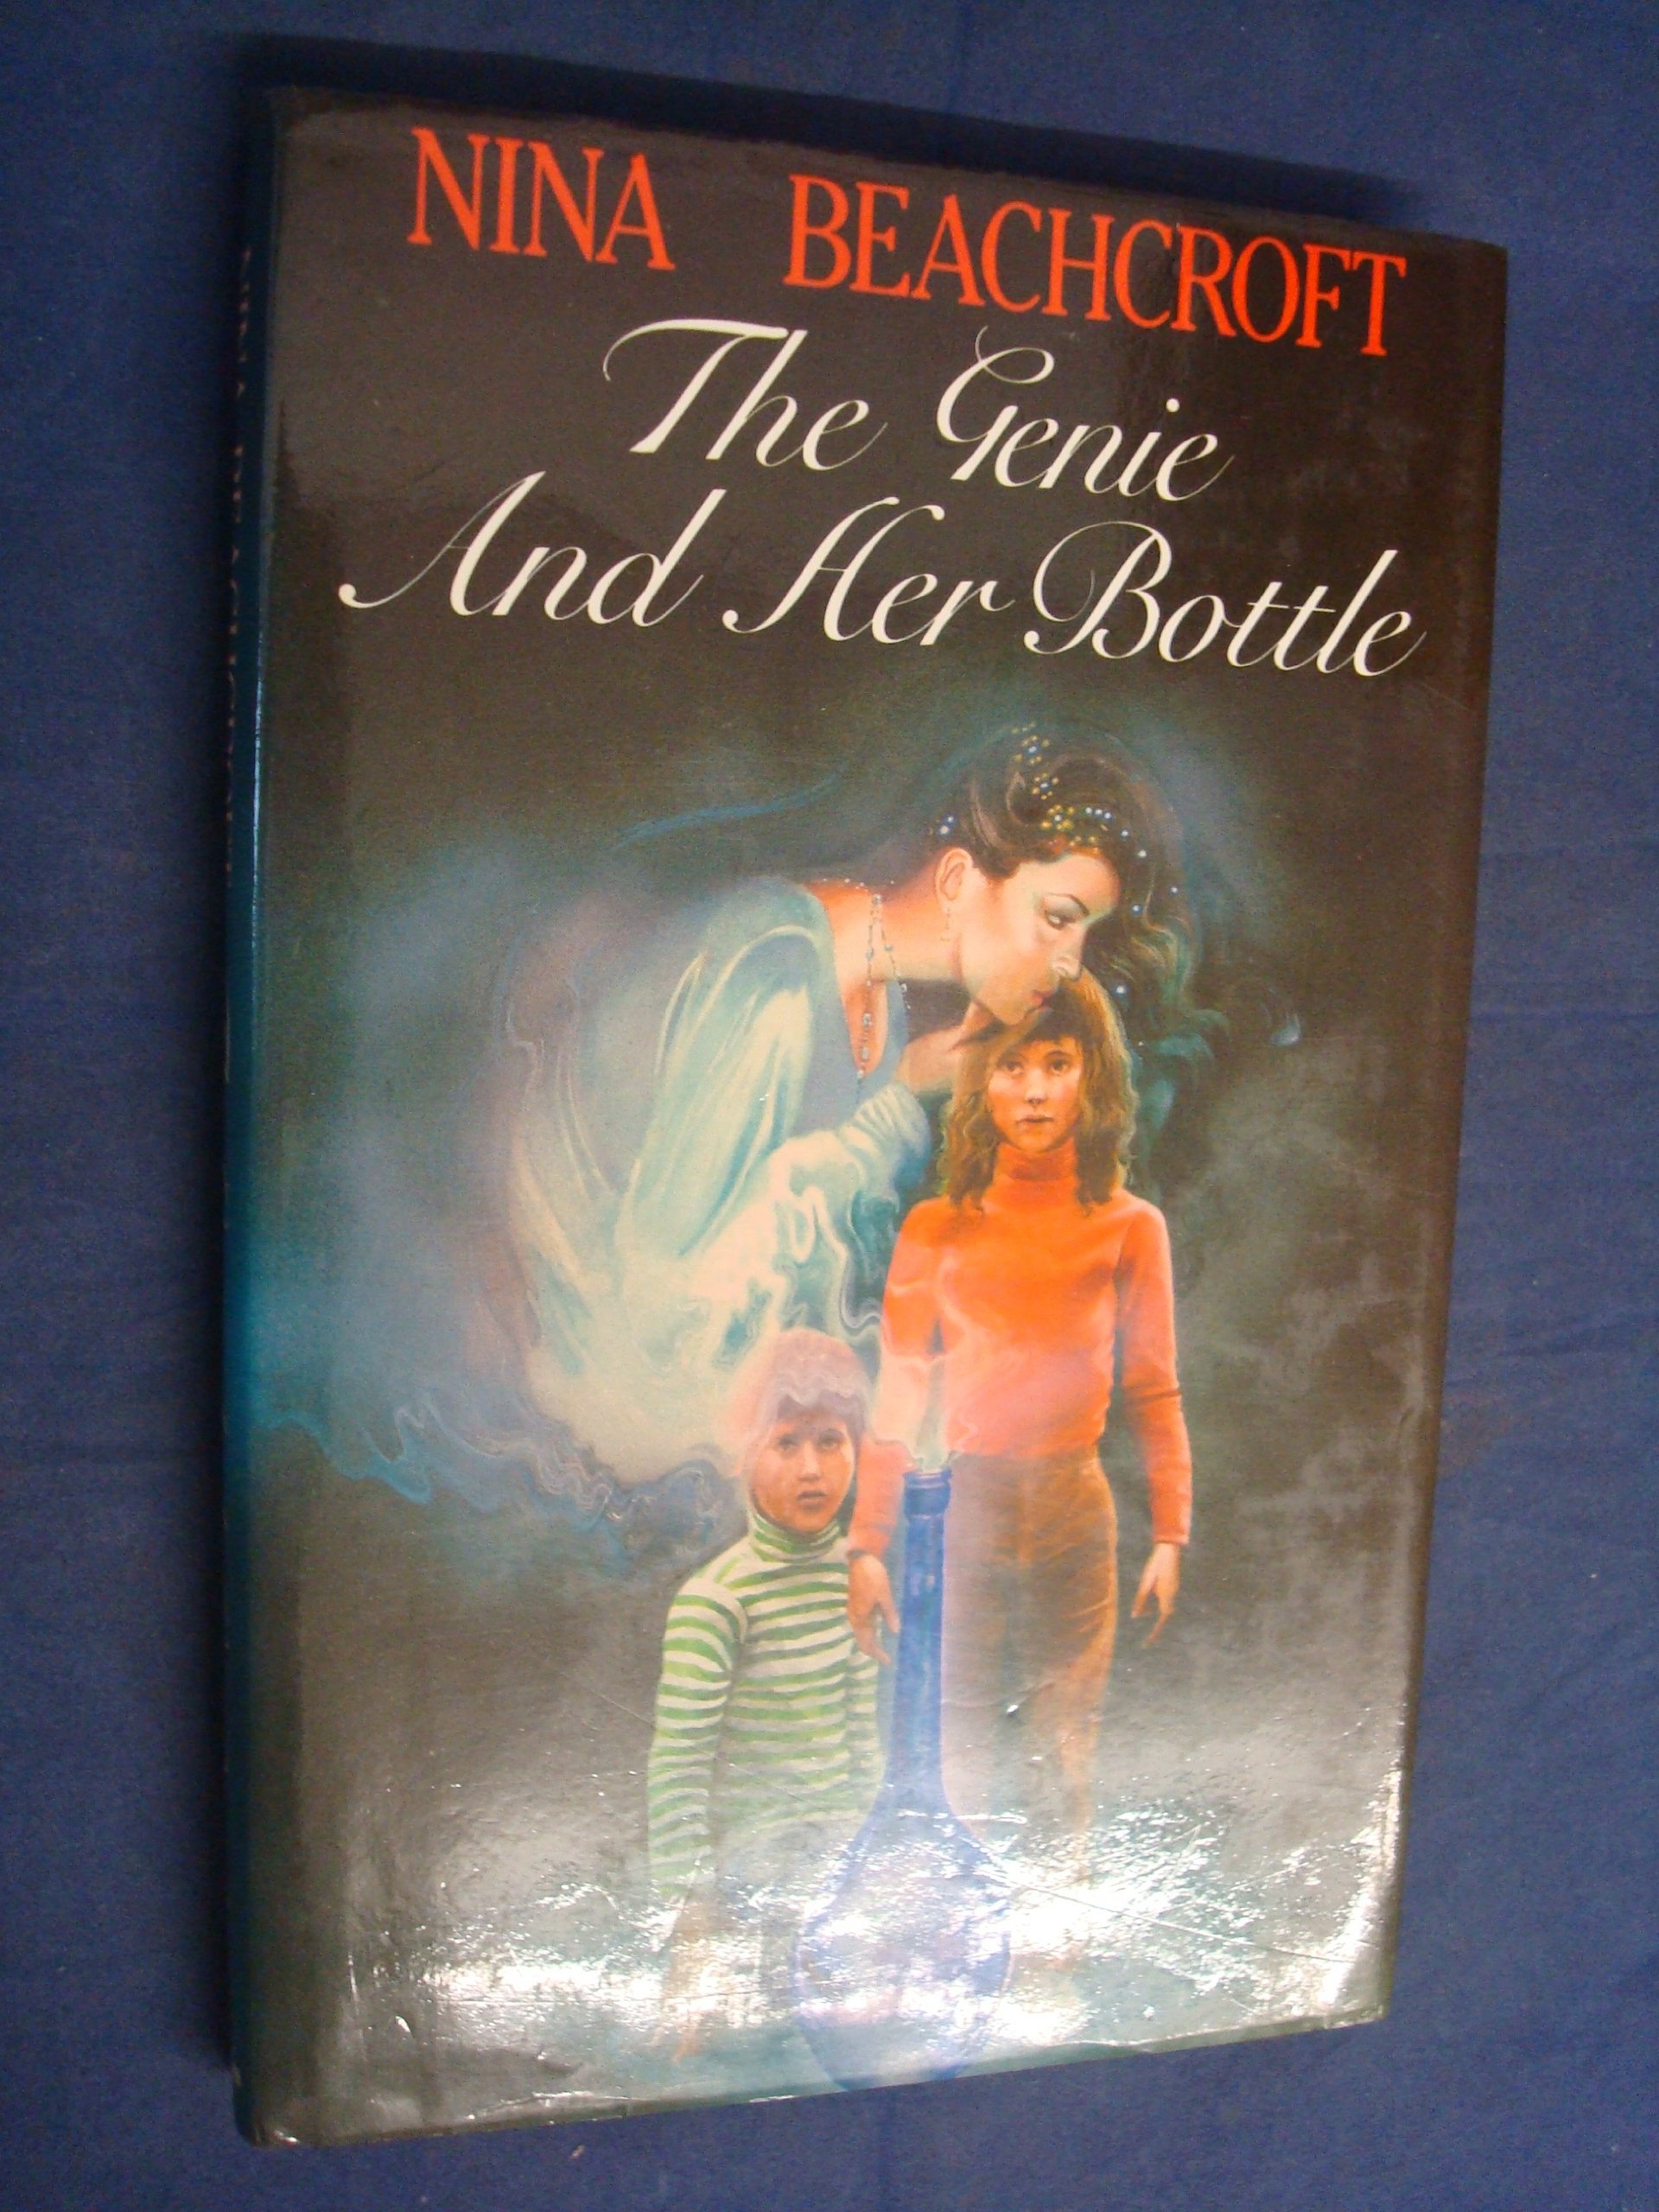 NINA BEACHCROFT
The Genie
And Her Bottle